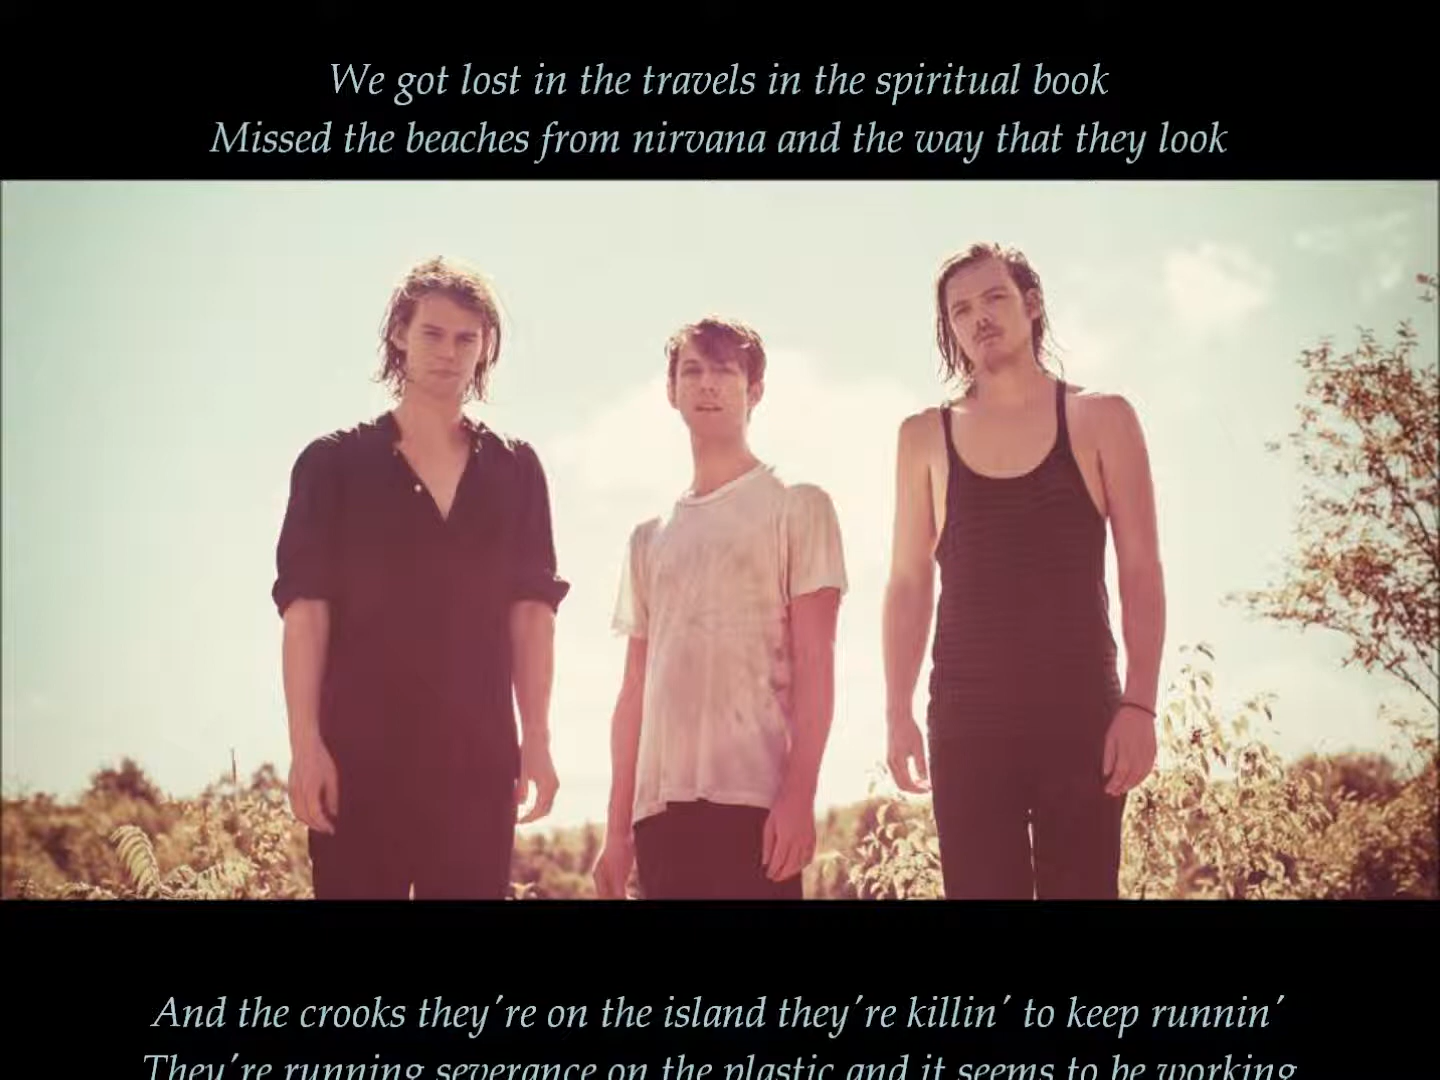 We got lost in the travels in the spiritual book
Missed the beaches from nirvana and the way that they look
And the crooks they're on the island they're killin' to keep runnin'
They're running severance on the plastic and it seems to be working